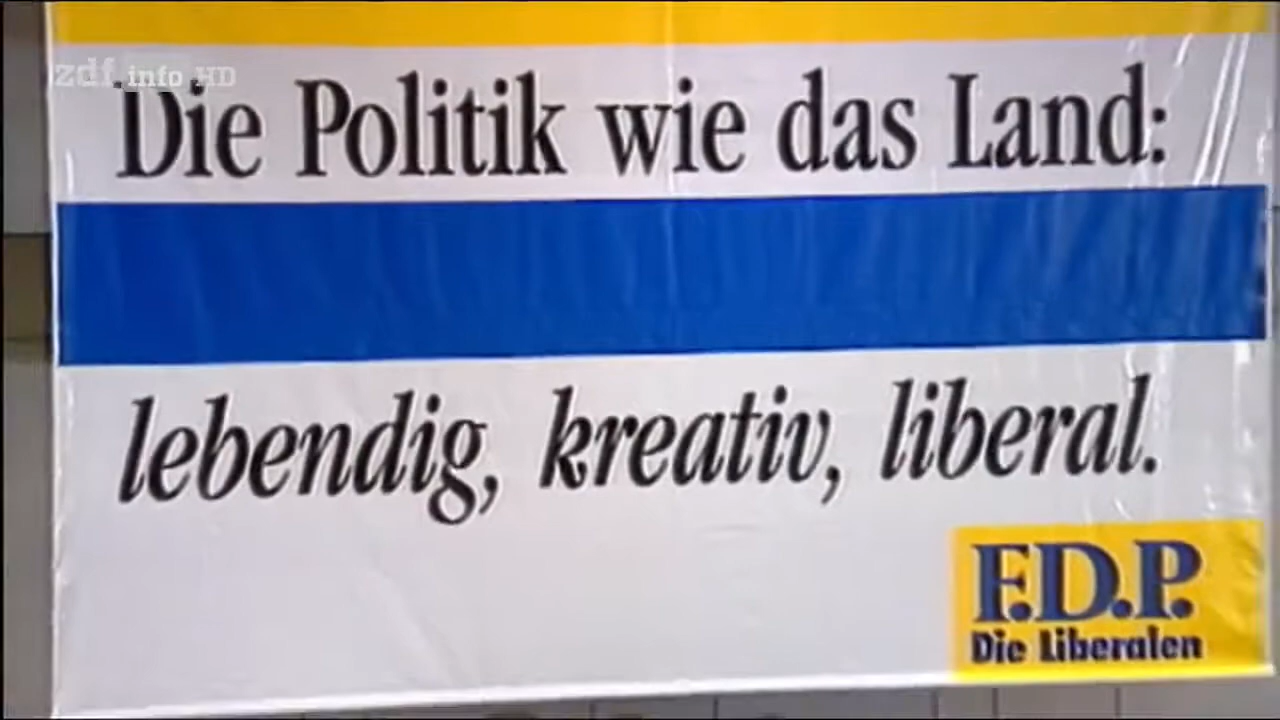 zdf.info HD
Die Politik wie das Land:
lebendig, kreativ, liberal.
F.D.P.
Die Liberalen